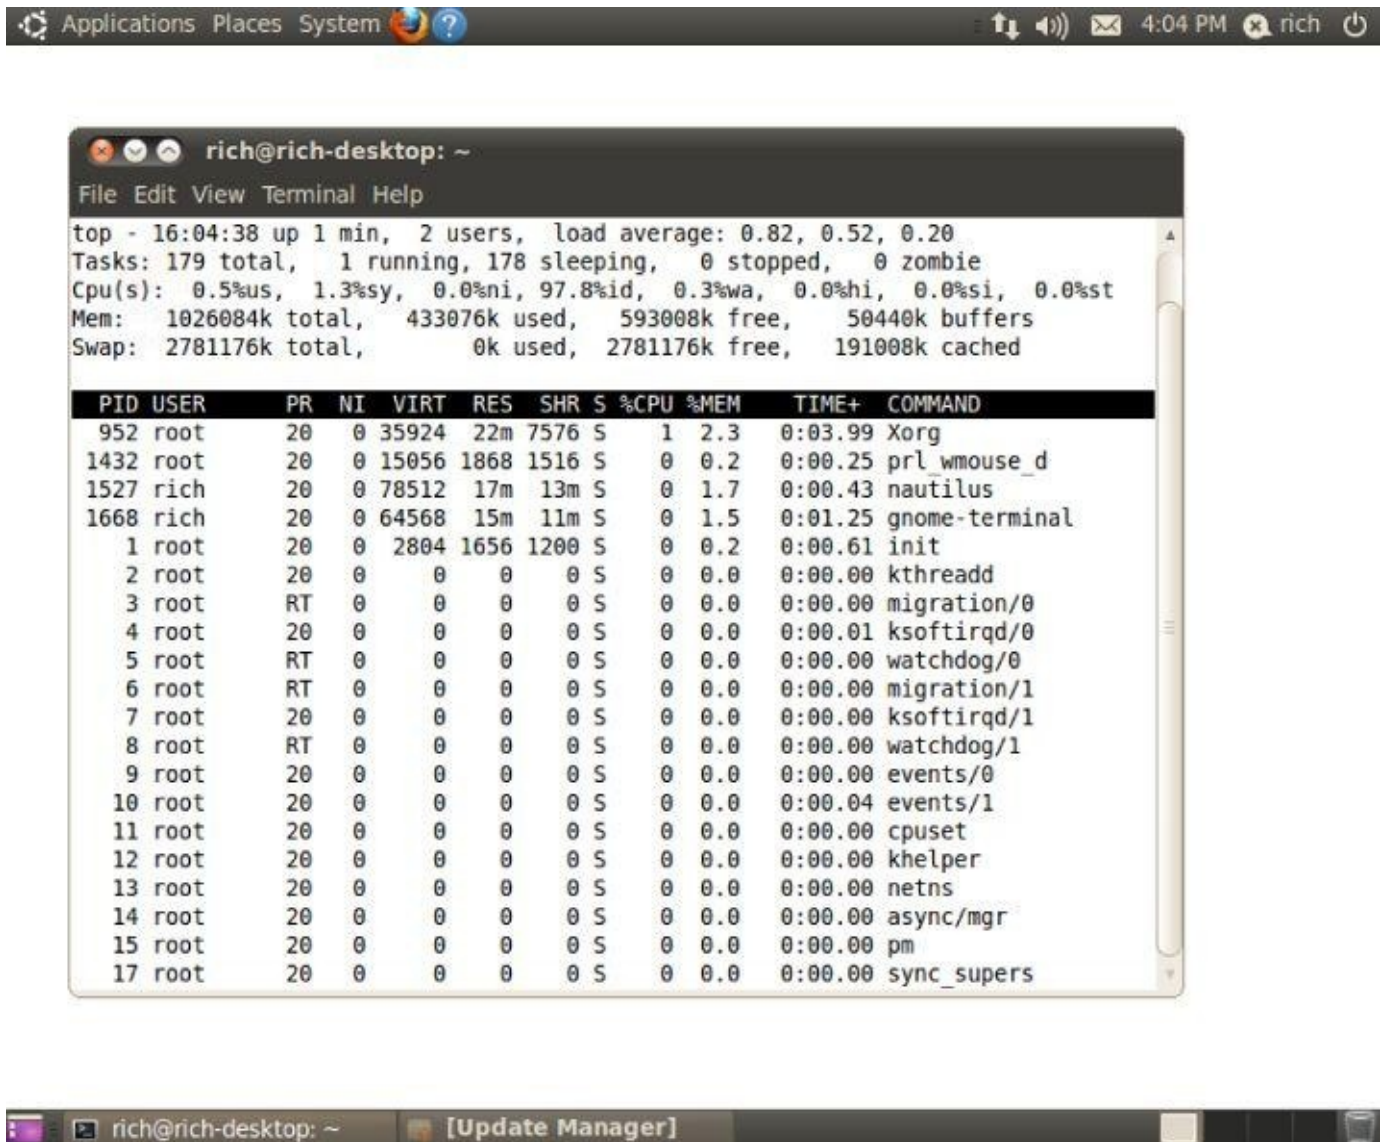 Applications Places System 4:04 PM rich
rich@rich-desktop: ~
File Edit View Terminal Help
top - 16:04:38 up 1 min,  2 users,  load average: 0.82, 0.52, 0.20
Tasks: 179 total,   1 running, 178 sleeping,   0 stopped,   0 zombie
Cpu(s):  0.5%us,  1.3%sy,  0.0%ni, 97.8%id,  0.3%wa,  0.0%hi,  0.0%si,  0.0%st
Mem:   1026084k total,   433076k used,   593008k free,    50440k buffers
Swap:  2781176k total,        0k used,  2781176k free,   191008k cached
PID USER      PR  NI  VIRT  RES  SHR S %CPU %MEM    TIME+  COMMAND
952 root      20   0 35924  22m 7576 S    1  2.3   0:03.99 Xorg
1432 root      20   0 15056 1868 1516 S    0  0.2   0:00.25 prl_wmouse_d
1527 rich      20   0 78512  17m  13m S    0  1.7   0:00.43 nautilus
1668 rich      20   0 64568  15m  11m S    0  1.5   0:01.25 gnome-terminal
1 root      20   0  2804 1656 1200 S    0  0.2   0:00.61 init
2 root      20   0     0    0    0 S    0  0.0   0:00.00 kthreadd
3 root      RT   0     0    0    0 S    0  0.0   0:00.00 migration/0
4 root      20   0     0    0    0 S    0  0.0   0:00.01 ksoftirqd/0
5 root      RT   0     0    0    0 S    0  0.0   0:00.00 watchdog/0
6 root      RT   0     0    0    0 S    0  0.0   0:00.00 migration/1
7 root      20   0     0    0    0 S    0  0.0   0:00.00 ksoftirqd/1
8 root      RT   0     0    0    0 S    0  0.0   0:00.00 watchdog/1
9 root      20   0     0    0    0 S    0  0.0   0:00.00 events/0
10 root      20   0     0    0    0 S    0  0.0   0:00.04 events/1
11 root      20   0     0    0    0 S    0  0.0   0:00.00 cpuset
12 root      20   0     0    0    0 S    0  0.0   0:00.00 khelper
13 root      20   0     0    0    0 S    0  0.0   0:00.00 netns
14 root      20   0     0    0    0 S    0  0.0   0:00.00 async/mgr
15 root      20   0     0    0    0 S    0  0.0   0:00.00 pm
17 root      20   0     0    0    0 S    0  0.0   0:00.00 sync_supers
rich@rich-desktop: ~ [Update Manager]